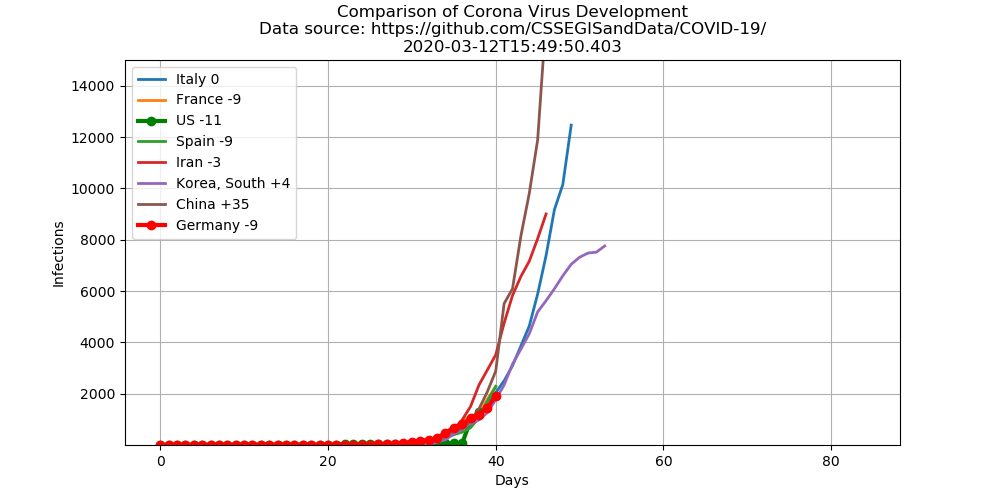 Comparison of Corona Virus Development
Data source: https://github.com/CSSEGISandData/COVID-19/
2020-03-12T15:49:50.403
Italy 0
France -9
US -11
Spain -9
Iran -3
Korea, South +4
China +35
Germany -9
14000
12000
10000
8000
6000
4000
2000
Infections
0 20 40 60 80
Days